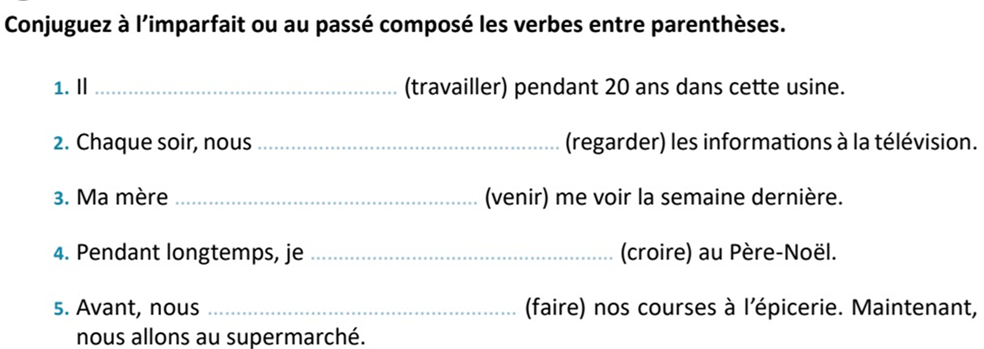 Conjuguez à l’imparfait ou au passé composé les verbes entre parenthèses.
1. Il .................................................... (travailler) pendant 20 ans dans cette usine.
2. Chaque soir, nous .................................................... (regarder) les informations à la télévision.
3. Ma mère .................................................... (venir) me voir la semaine dernière.
4. Pendant longtemps, je .................................................... (croire) au Père-Noël.
5. Avant, nous .................................................... (faire) nos courses à l’épicerie. Maintenant,
nous allons au supermarché.